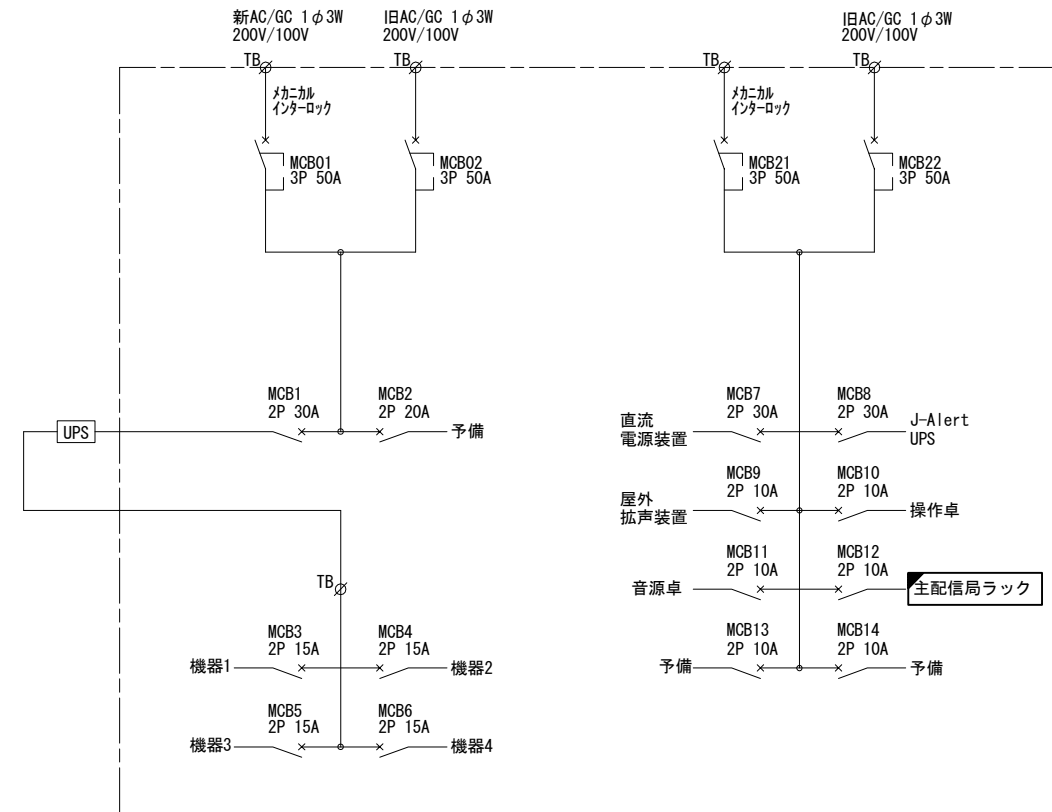 新AC/GC 1φ3W
200V/100V
旧AC/GC 1φ3W
200V/100V
旧AC/GC 1φ3W
200V/100V
TB
TB
TB
TB
メカニカル
インターロック
メカニカル
インターロック
MCB01
3P 50A
MCB02
3P 50A
MCB21
3P 50A
MCB22
3P 50A
MCB1
2P 30A
MCB2
2P 20A
UPS
予備
MCB7
2P 30A
MCB8
2P 30A
直流
電源装置
J-Alert
UPS
MCB9
2P 10A
MCB10
2P 10A
屋外
拡声装置
操作卓
TB
MCB11
2P 10A
MCB12
2P 10A
音源卓
主配信局ラック
MCB3
2P 15A
MCB4
2P 15A
機器1
機器2
MCB13
2P 10A
MCB14
2P 10A
予備
予備
MCB5
2P 15A
MCB6
2P 15A
機器3
機器4